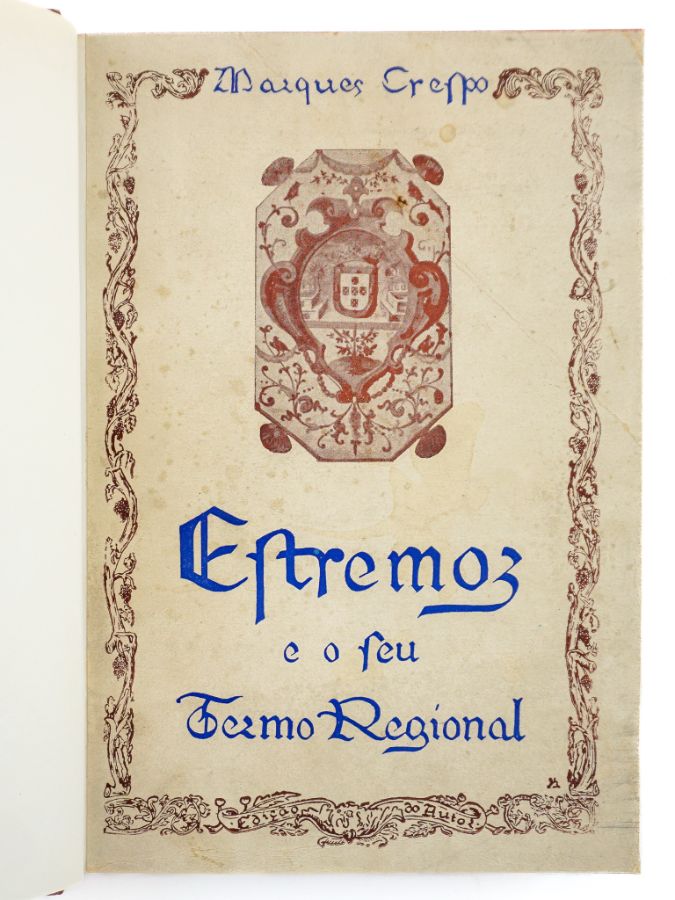 Marques Crespo
Estremoz
e o seu
Termo Regional
Edição do Autor